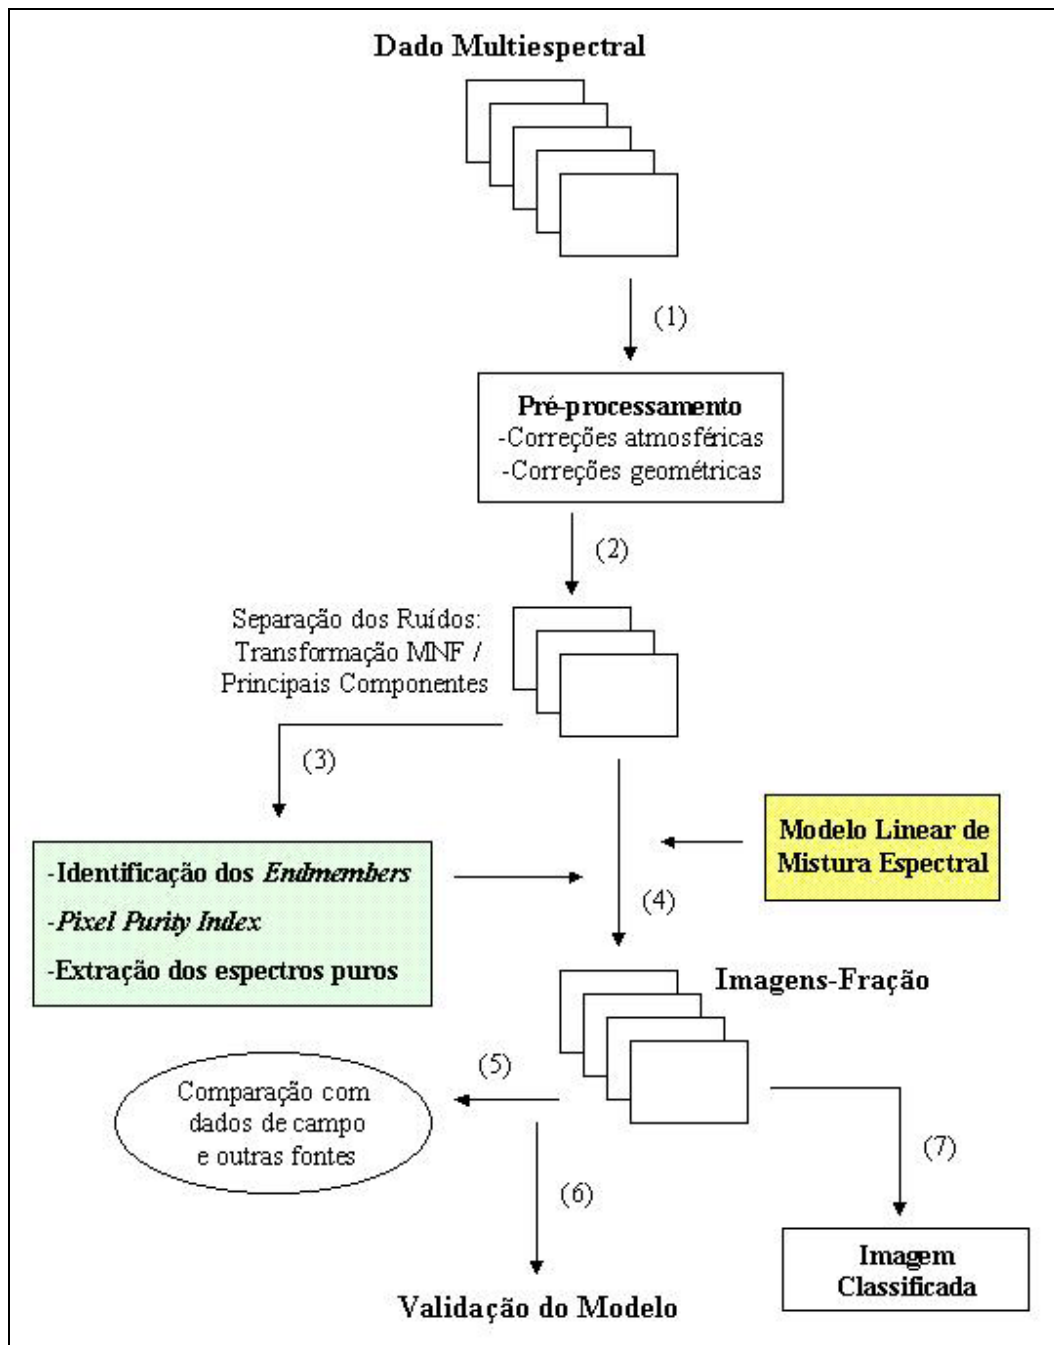 Dado Multiespectral
(1)
Pré-processamento
-Correções atmosféricas
-Correções geométricas
(2)
Separação dos Ruídos:
Transformação MNF /
Principais Componentes
(3)
-Identificação dos Endmembers
-Pixel Purity Index
-Extração dos espectros puros
Modelo Linear de
Mistura Espectral
(4)
Imagens-Fração
(5)
Comparação com
dados de campo
e outras fontes
(6)
(7)
Validação do Modelo
Imagem
Classificada